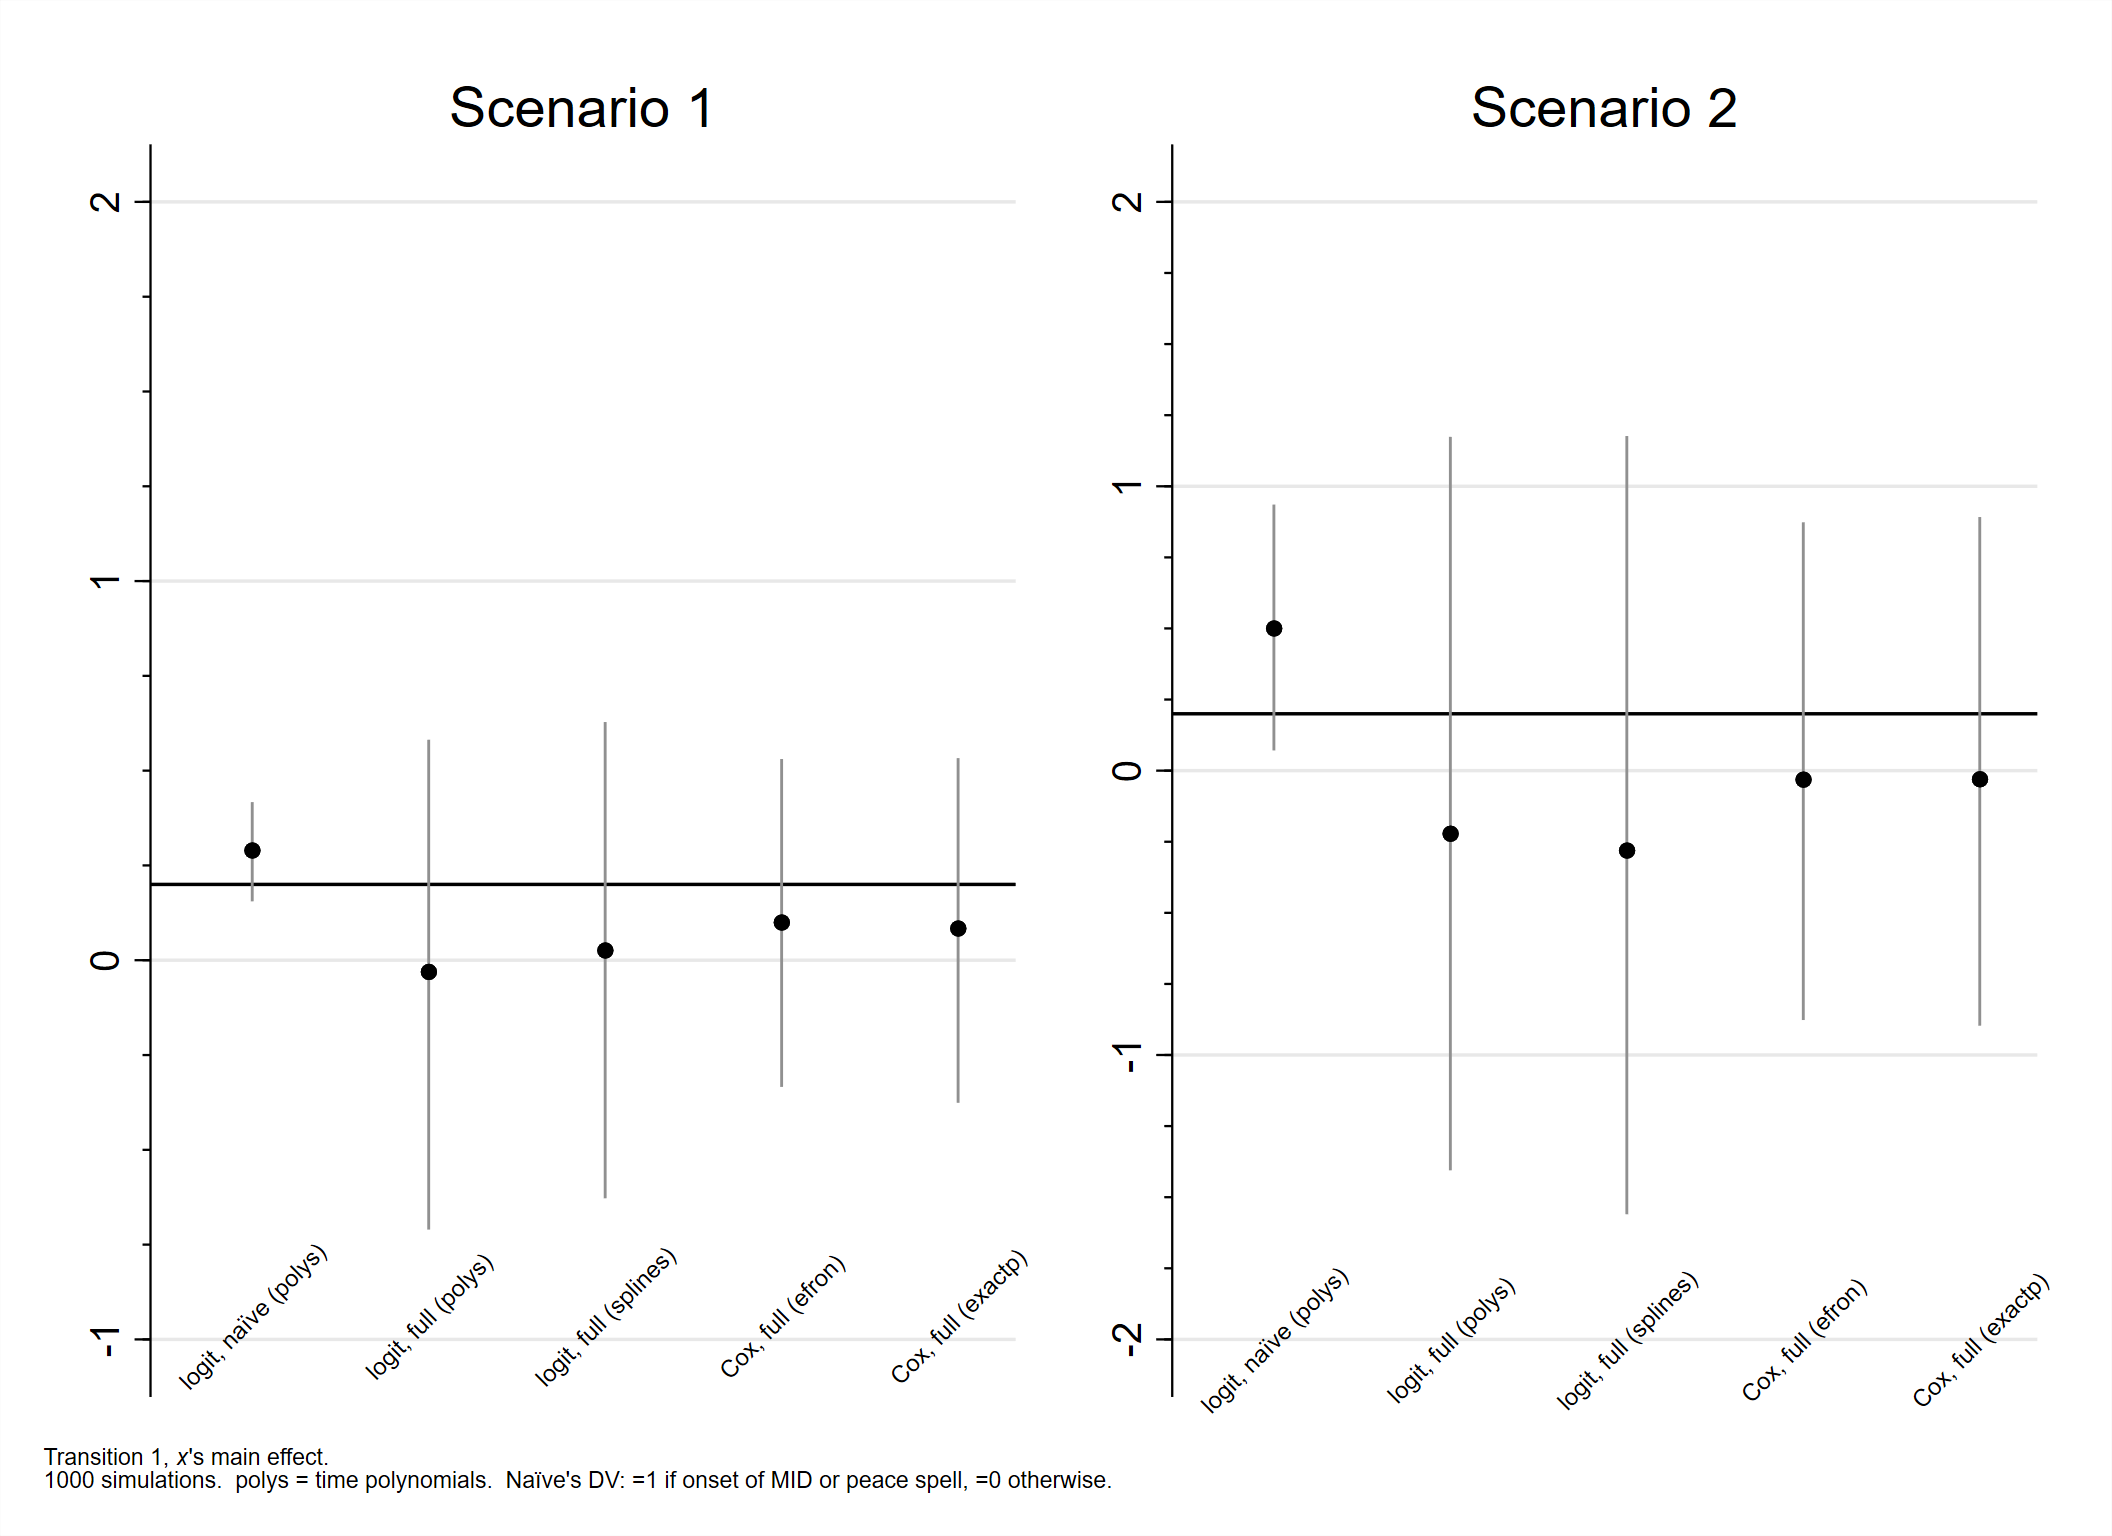 Scenario 1
2
1
0
-1
logit, naïve (polys)
logit, full (polys)
logit, full (splines)
Cox, full (efron)
Cox, full (exactp)
Scenario 2
2
1
0
-1
-2
logit, naïve (polys)
logit, full (polys)
logit, full (splines)
Cox, full (efron)
Cox, full (exactp)
Transition 1, x's main effect.
1000 simulations.  polys = time polynomials.  Naïve's DV: =1 if onset of MID or peace spell, =0 otherwise.